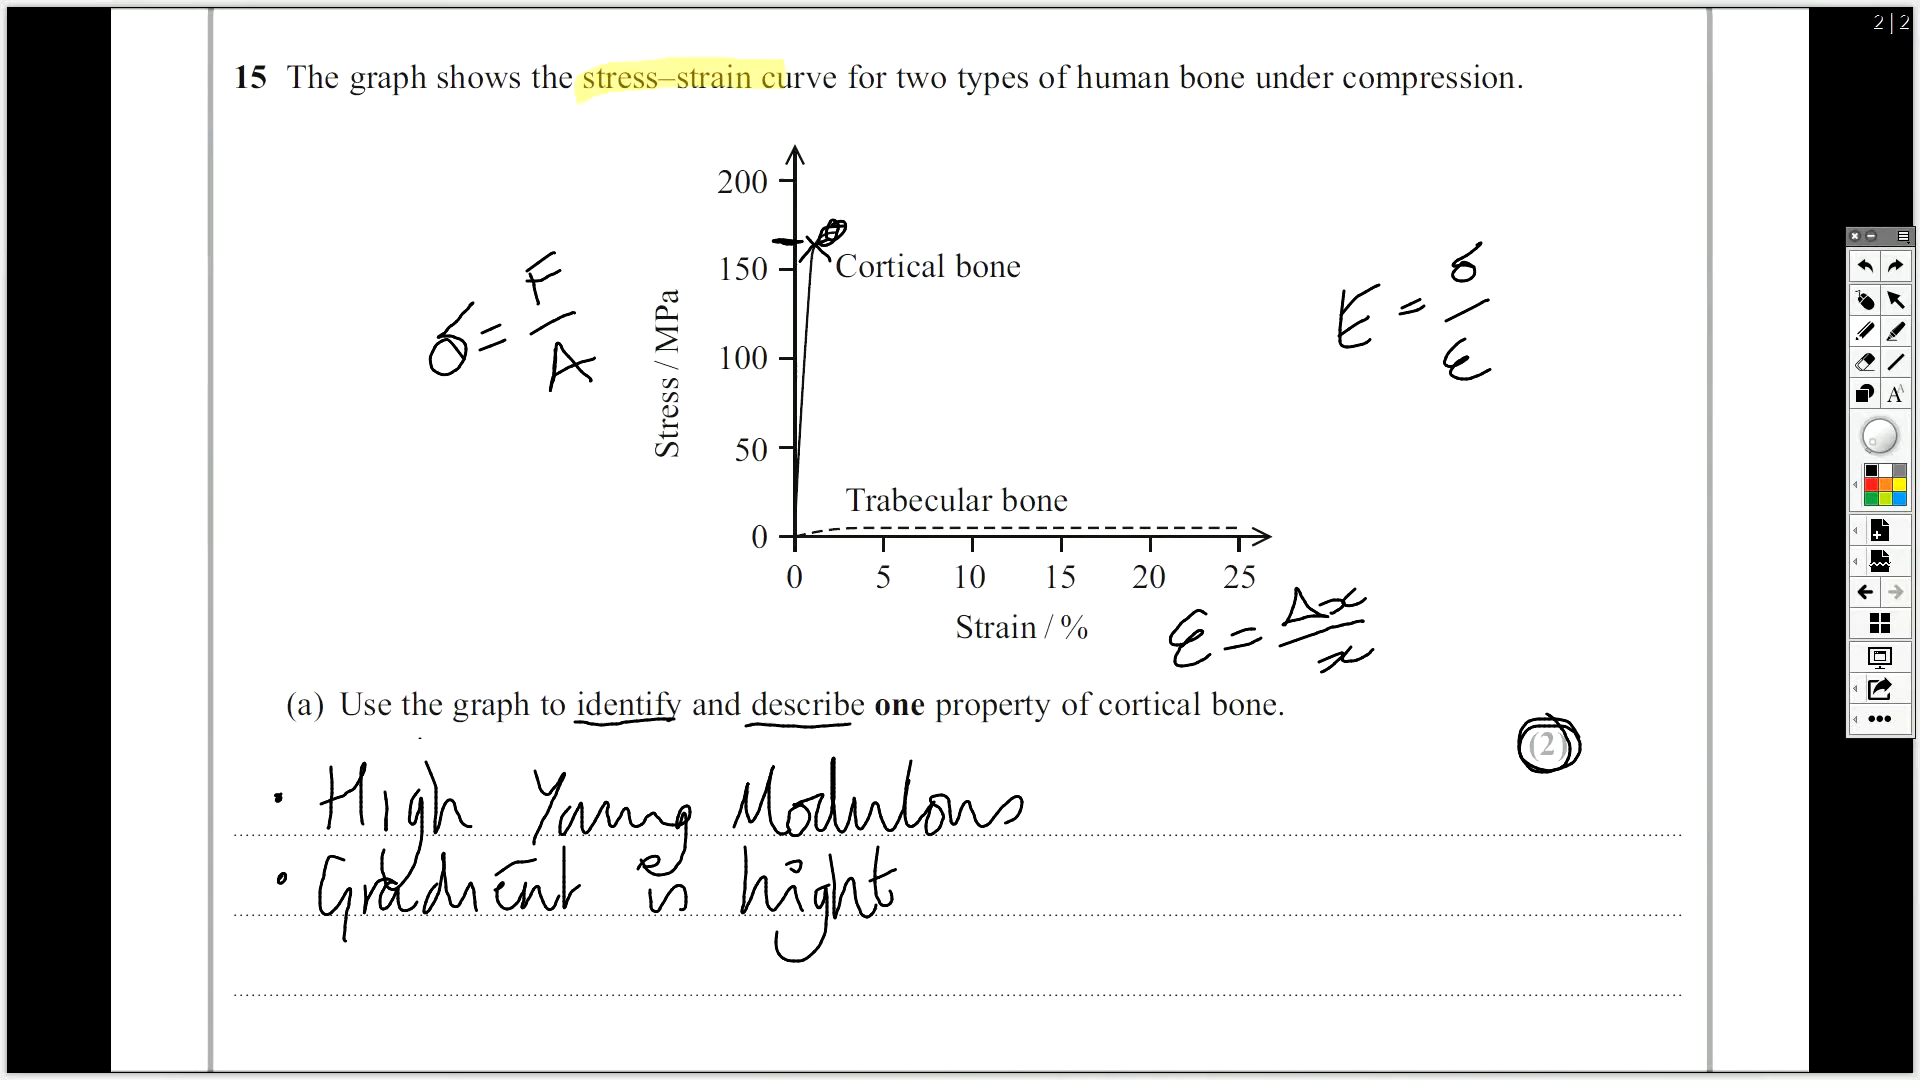 2|2
15 The graph shows the stress–strain curve for two types of human bone under compression.
200
150
100
50
0
Stress / MPa
Cortical bone
Trabecular bone
0 5 10 15 20 25
Strain / %
σ = F/A
E = σ/ε
ε = Δx/x
(a) Use the graph to identify and describe one property of cortical bone.
(2)
• High Young Modulous
• Gradient is hight
A